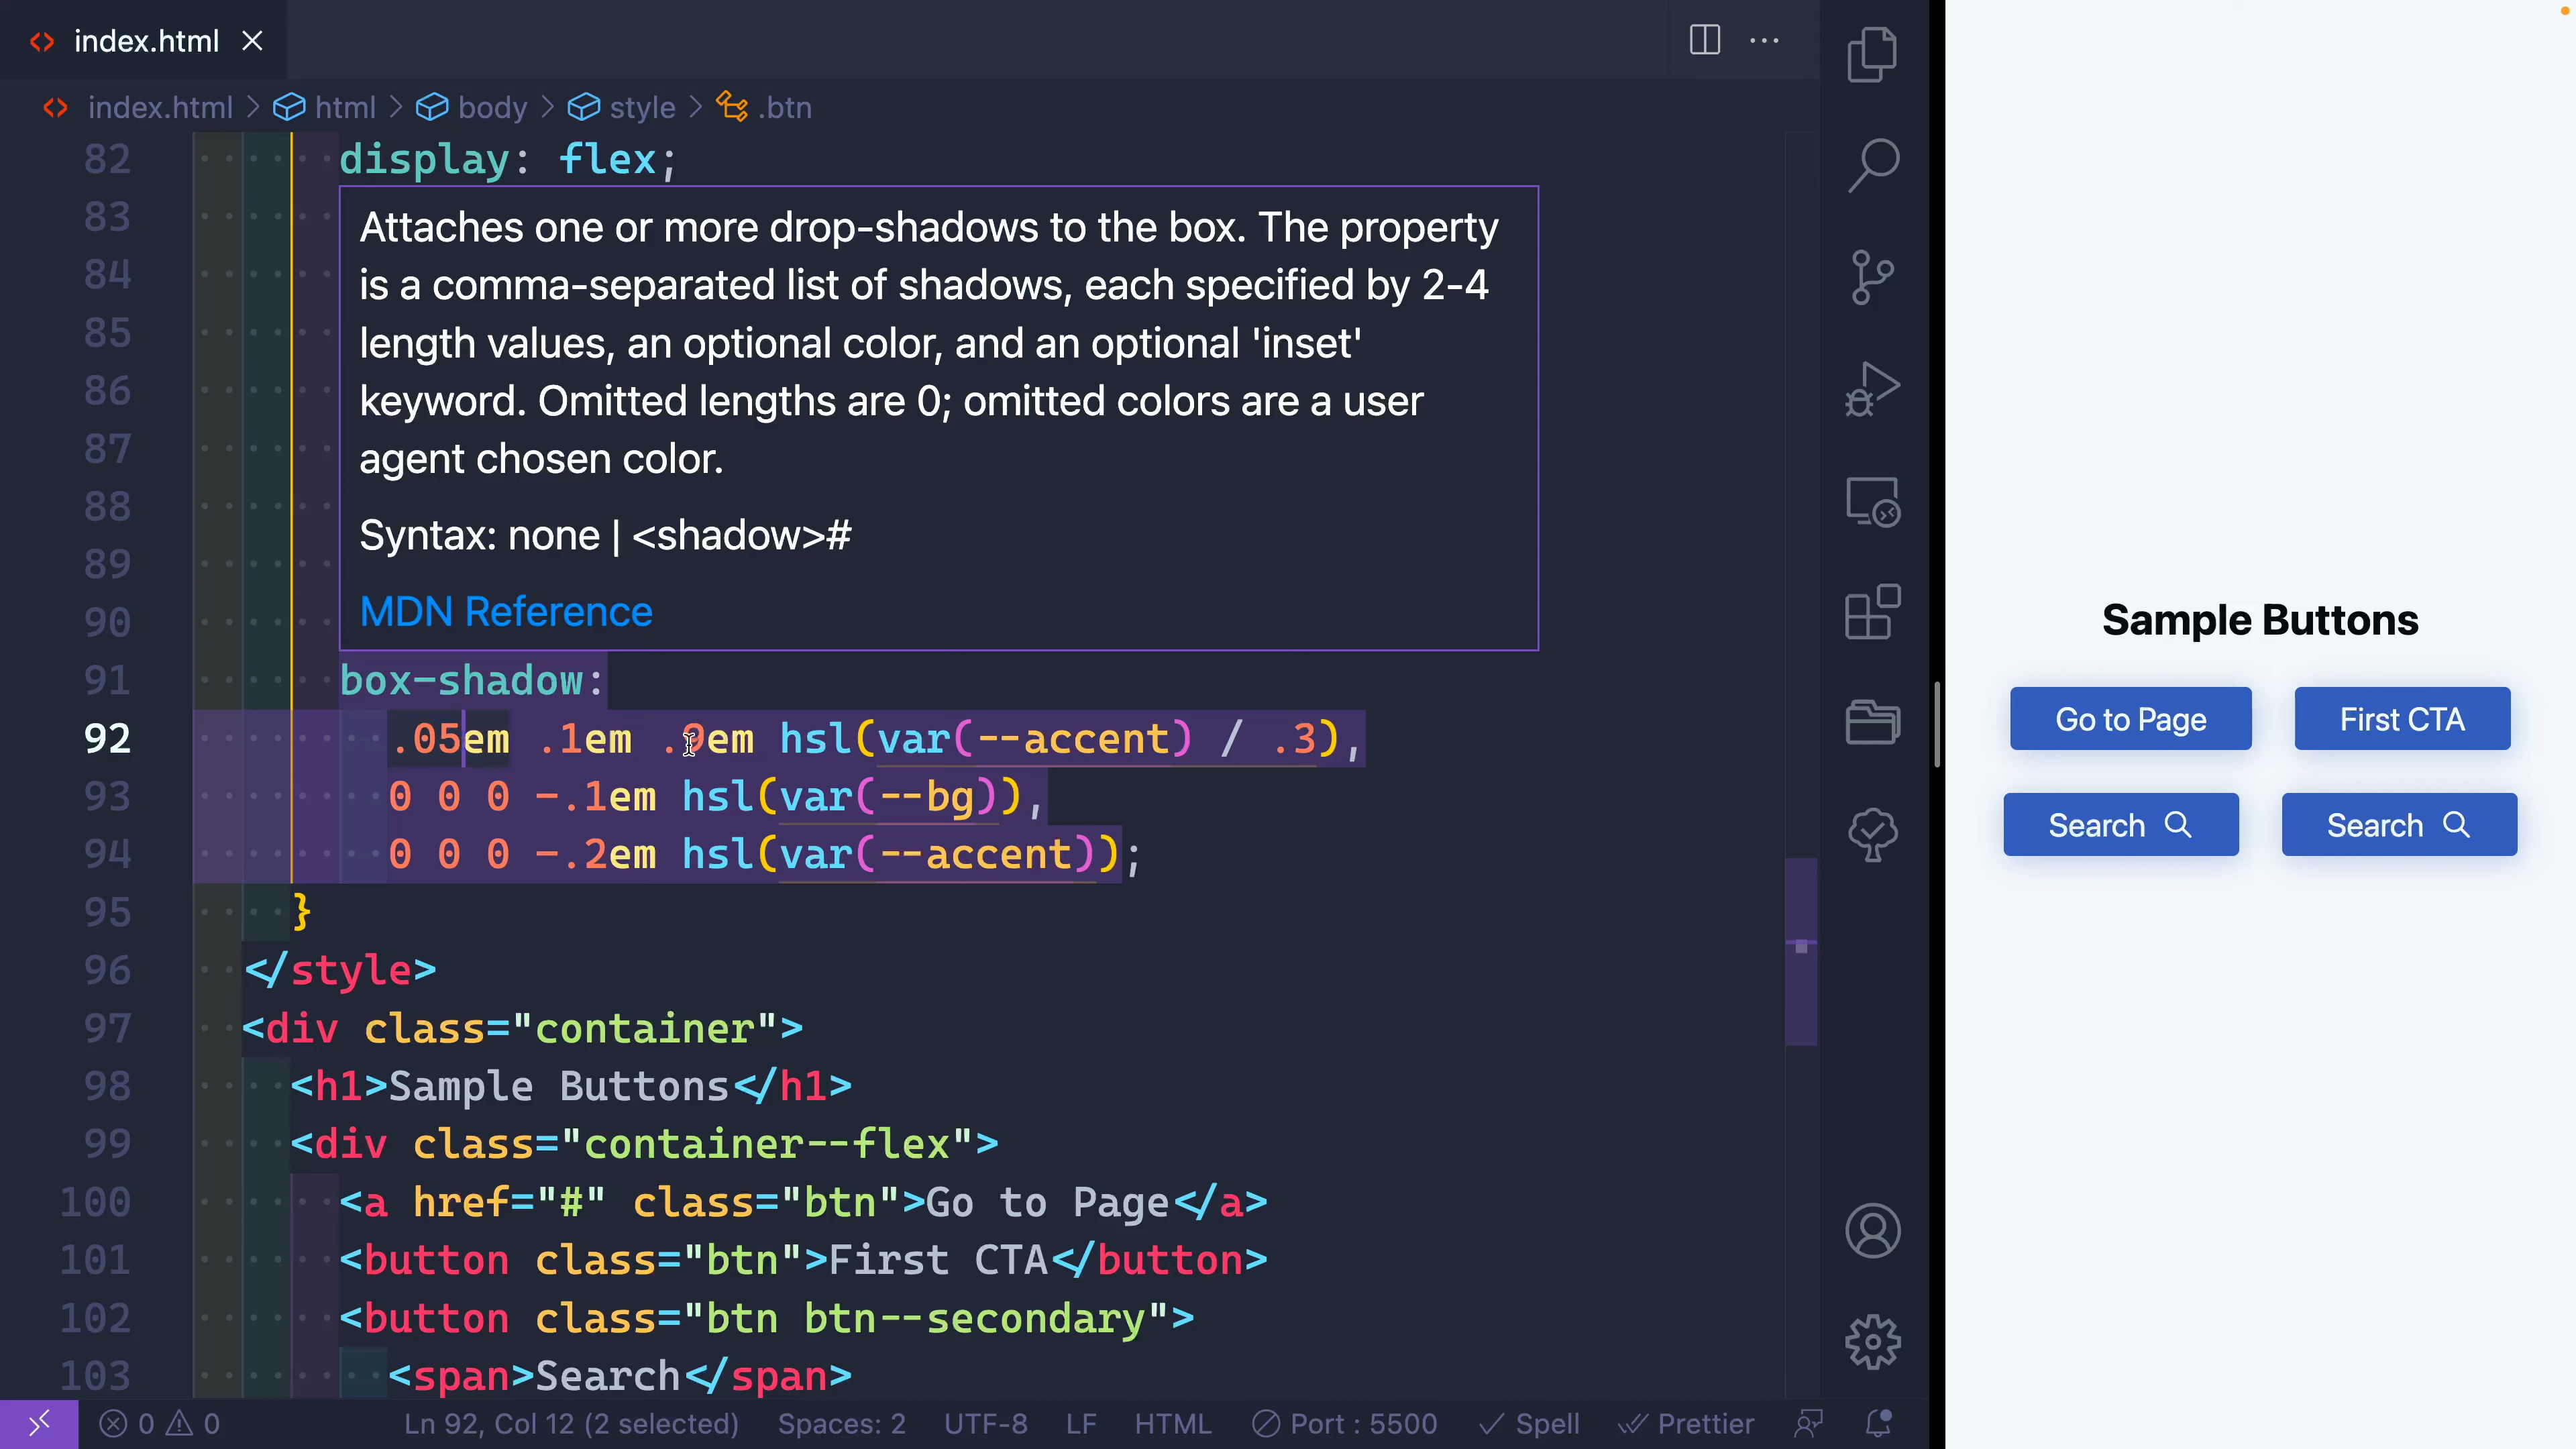 index.html
index.html > html > body > style > .btn
82 display: flex;
83
84
85
86
87
88
89
90
Attaches one or more drop-shadows to the box. The property
is a comma-separated list of shadows, each specified by 2-4
length values, an optional color, and an optional 'inset'
keyword. Omitted lengths are 0; omitted colors are a user
agent chosen color.
Syntax: none | <shadow>#
MDN Reference
91 box-shadow:
92 .05em .1em .9em hsl(var(--accent) / .3),
93 0 0 0 -.1em hsl(var(--bg)),
94 0 0 0 -.2em hsl(var(--accent));
95 }
96 </style>
97 <div class="container">
98 <h1>Sample Buttons</h1>
99 <div class="container--flex">
100 <a href="#" class="btn">Go to Page</a>
101 <button class="btn">First CTA</button>
102 <button class="btn btn--secondary">
103 <span>Search</span>
0 0 Ln 92, Col 12 (2 selected) Spaces: 2 UTF-8 LF HTML Port : 5500 Spell Prettier
Sample Buttons
Go to Page First CTA
Search Search